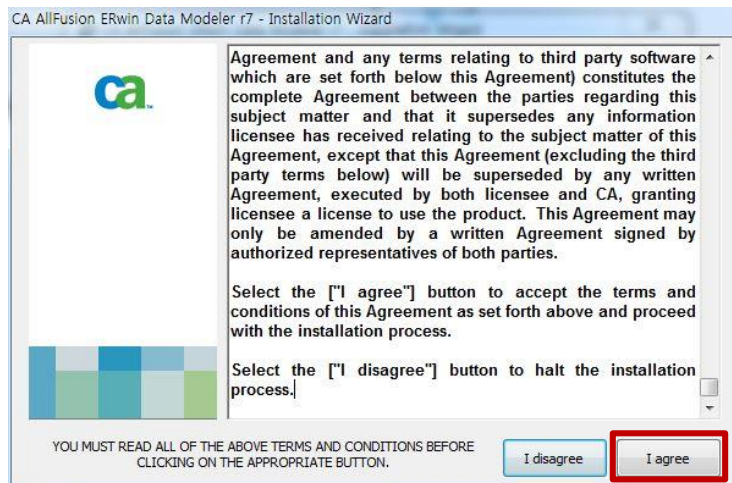 CA AllFusion ERwin Data Modeler r7 - Installation Wizard
ca
Agreement and any terms relating to third party software
which are set forth below this Agreement) constitutes the
complete Agreement between the parties regarding this
subject matter and that it supersedes any information
licensee has received relating to the subject matter of this
Agreement, except that this Agreement (excluding the third
party terms below) will be superseded by any written
Agreement, executed by both licensee and CA, granting
licensee a license to use the product. This Agreement may
only be amended by a written Agreement signed by
authorized representatives of both parties.
Select the ["I agree"] button to accept the terms and
conditions of this Agreement as set forth above and proceed
with the installation process.
Select the ["I disagree"] button to halt the installation
process.
YOU MUST READ ALL OF THE ABOVE TERMS AND CONDITIONS BEFORE
CLICKING ON THE APPROPRIATE BUTTON.
I disagree
I agree